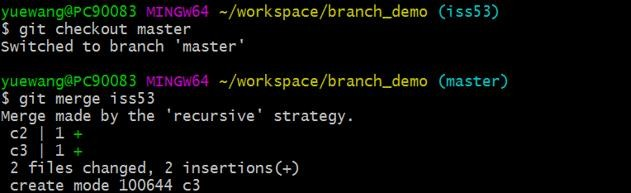 yuewang@PC90083 MINGW64 ~/workspace/branch_demo (iss53)
$ git checkout master
Switched to branch 'master'
yuewang@PC90083 MINGW64 ~/workspace/branch_demo (master)
$ git merge iss53
Merge made by the 'recursive' strategy.
c2 | 1 +
c3 | 1 +
2 files changed, 2 insertions(+)
create mode 100644 c3